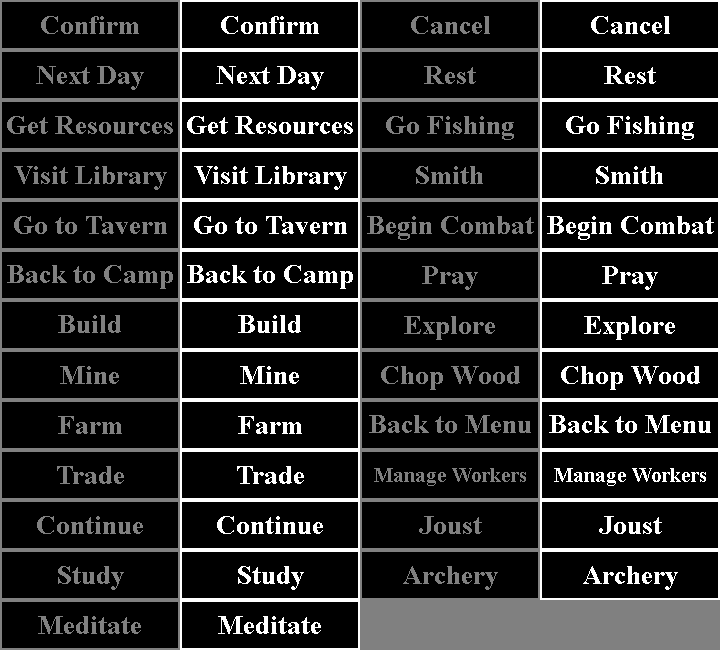 Confirm Confirm Cancel Cancel
Next Day Next Day Rest Rest
Get Resources Get Resources Go Fishing Go Fishing
Visit Library Visit Library Smith Smith
Go to Tavern Go to Tavern Begin Combat Begin Combat
Back to Camp Back to Camp Pray Pray
Build Build Explore Explore
Mine Mine Chop Wood Chop Wood
Farm Farm Back to Menu Back to Menu
Trade Trade Manage Workers Manage Workers
Continue Continue Joust Joust
Study Study Archery Archery
Meditate Meditate